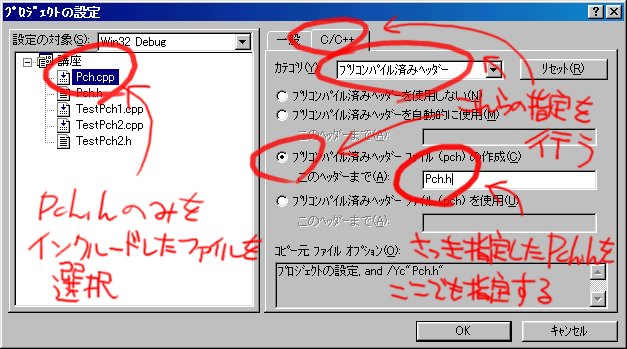 プロジェクトの設定
設定の対象(S): Win32 Debug
講座
Pch.cpp
Pch.h
TestPch1.cpp
TestPch2.cpp
TestPch2.h
Pch.hのみを
インクルードしたファイルを
選択
一般 C/C++
カテゴリ(Y): プリコンパイル済みヘッダー リセット(R)
プリコンパイル済みヘッダーを使用しない(N)
プリコンパイル済みヘッダーを自動的に使用(M)
このヘッダーまで(A):
プリコンパイル済みヘッダー ファイル (pch) の作成(C)
このヘッダーまで(A): Pch.h
プリコンパイル済みヘッダー ファイル (pch) を使用(U)
このヘッダーまで(A):
これらの指定を
行う
さっき指定したPch.hを
ここでも指定する
コピー元 ファイル オプション(O):
プロジェクトの設定, and /Yc"Pch.h"
OK キャンセル